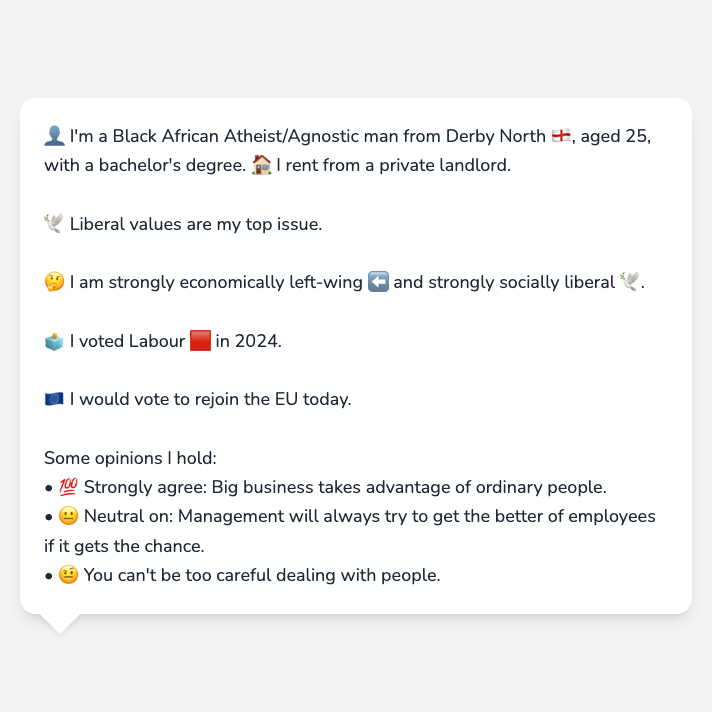 👤 I'm a Black African Atheist/Agnostic man from Derby North 🏴󠁧󠁢󠁥󠁮󠁧󠁿, aged 25,
with a bachelor's degree. 🏠 I rent from a private landlord.
🕊️ Liberal values are my top issue.
🤔 I am strongly economically left-wing ⬅️ and strongly socially liberal 🕊️.
🗳️ I voted Labour 🟥 in 2024.
🇪🇺 I would vote to rejoin the EU today.
Some opinions I hold:
• 💯 Strongly agree: Big business takes advantage of ordinary people.
• 😐 Neutral on: Management will always try to get the better of employees
if it gets the chance.
• 🤨 You can't be too careful dealing with people.